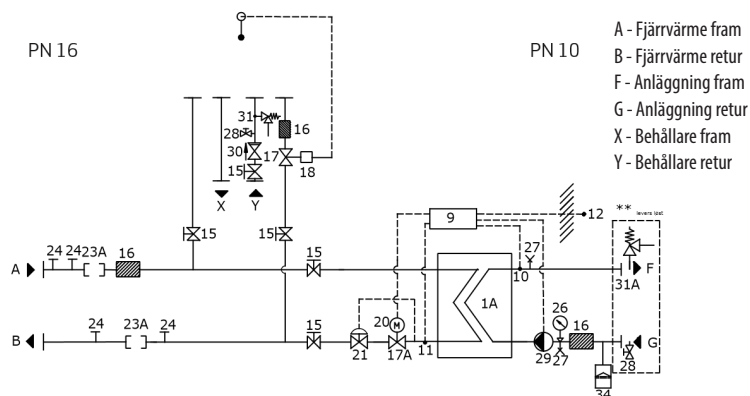 PN 16
PN 10
A - Fjärrvärme fram
B - Fjärrvärme retur
F - Anläggning fram
G - Anläggning retur
X - Behållare fram
Y - Behållare retur
31
28
16
30
17
15
18
X
Y
15
15
9
12
** levers löst
24 24 23A 16
15
27
A
10
F
31A
1A
24
23A
24
15
20
M
26
16
B
21
17A
11
29
27
G
28
34